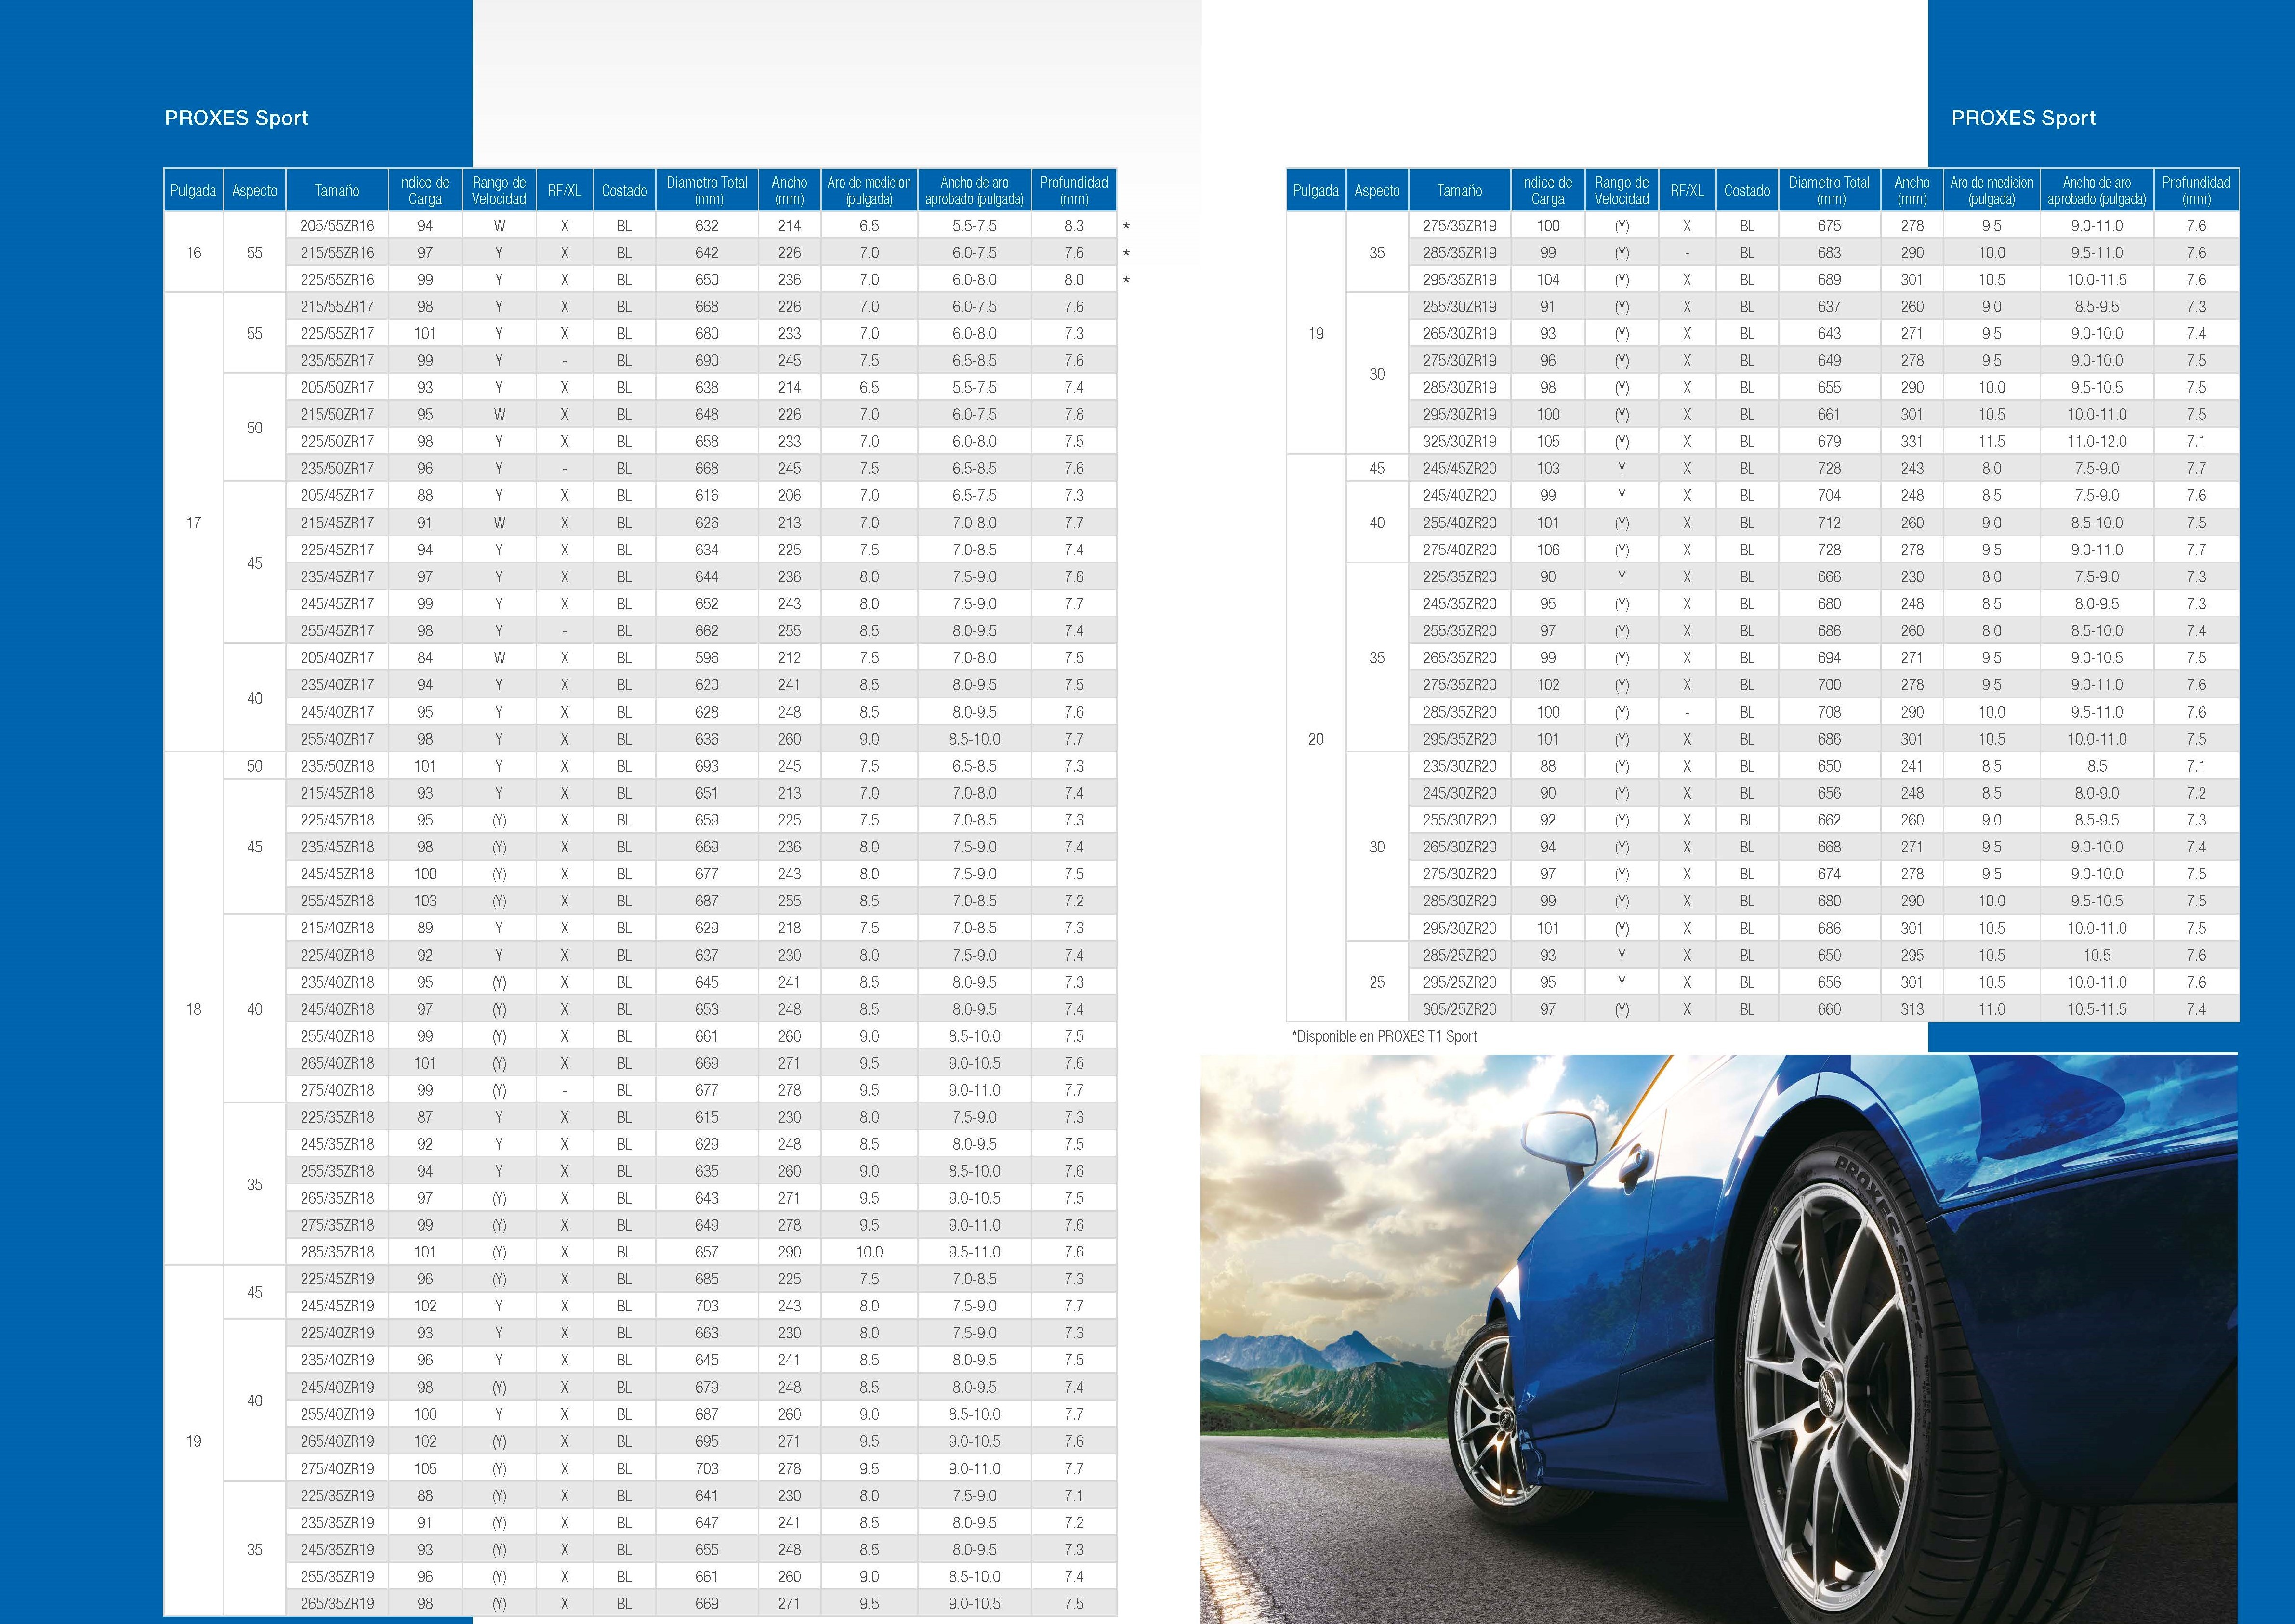 PROXES Sport
Pulgada Aspecto Tamaño ndice de Carga Rango de Velocidad RF/XL Costado Diametro Total (mm) Ancho (mm) Aro de medicion (pulgada) Ancho de aro aprobado (pulgada) Profundidad (mm)
16 55 205/55ZR16 94 W X BL 632 214 6.5 5.5-7.5 8.3 *
215/55ZR16 97 Y X BL 642 226 7.0 6.0-7.5 7.6 *
225/55ZR16 99 Y X BL 650 236 7.0 6.0-8.0 8.0 *
17 55 215/55ZR17 98 Y X BL 668 226 7.0 6.0-7.5 7.6
225/55ZR17 101 Y X BL 680 233 7.0 6.0-8.0 7.3
235/55ZR17 99 Y - BL 690 245 7.5 6.5-8.5 7.6
50 205/50ZR17 93 Y X BL 638 214 6.5 5.5-7.5 7.4
215/50ZR17 95 W X BL 648 226 7.0 6.0-7.5 7.8
225/50ZR17 98 Y X BL 658 233 7.0 6.0-8.0 7.5
235/50ZR17 96 Y - BL 668 245 7.5 6.5-8.5 7.6
45 205/45ZR17 88 Y X BL 616 206 7.0 6.5-7.5 7.3
215/45ZR17 91 W X BL 626 213 7.0 7.0-8.0 7.7
225/45ZR17 94 Y X BL 634 225 7.5 7.0-8.5 7.4
235/45ZR17 97 Y X BL 644 236 8.0 7.5-9.0 7.6
245/45ZR17 99 Y X BL 652 243 8.0 7.5-9.0 7.7
255/45ZR17 98 Y - BL 662 255 8.5 8.0-9.5 7.4
40 205/40ZR17 84 W X BL 596 212 7.5 7.0-8.0 7.5
235/40ZR17 94 Y X BL 620 241 8.5 8.0-9.5 7.5
245/40ZR17 95 Y X BL 628 248 8.5 8.0-9.5 7.6
255/40ZR17 98 Y X BL 636 260 9.0 8.5-10.0 7.7
18 50 235/50ZR18 101 Y X BL 693 245 7.5 6.5-8.5 7.3
45 215/45ZR18 93 Y X BL 651 213 7.0 7.0-8.0 7.4
225/45ZR18 95 (Y) X BL 659 225 7.5 7.0-8.5 7.3
235/45ZR18 98 (Y) X BL 669 236 8.0 7.5-9.0 7.4
245/45ZR18 100 (Y) X BL 677 243 8.0 7.5-9.0 7.5
255/45ZR18 103 (Y) X BL 687 255 8.5 7.0-8.5 7.2
40 215/40ZR18 89 Y X BL 629 218 7.5 7.0-8.5 7.3
225/40ZR18 92 Y X BL 637 230 8.0 7.5-9.0 7.4
235/40ZR18 95 (Y) X BL 645 241 8.5 8.0-9.5 7.3
245/40ZR18 97 (Y) X BL 653 248 8.5 8.0-9.5 7.4
255/40ZR18 99 (Y) X BL 661 260 9.0 8.5-10.0 7.5
265/40ZR18 101 (Y) X BL 669 271 9.5 9.0-10.5 7.6
275/40ZR18 99 (Y) - BL 677 278 9.5 9.0-11.0 7.7
35 225/35ZR18 87 Y X BL 615 230 8.0 7.5-9.0 7.3
245/35ZR18 92 Y X BL 629 248 8.5 8.0-9.5 7.5
255/35ZR18 94 Y X BL 635 260 9.0 8.5-10.0 7.6
265/35ZR18 97 (Y) X BL 643 271 9.5 9.0-10.5 7.5
275/35ZR18 99 (Y) X BL 649 278 9.5 9.0-11.0 7.6
285/35ZR18 101 (Y) X BL 657 290 10.0 9.5-11.0 7.6
19 45 225/45ZR19 96 (Y) X BL 685 225 7.5 7.0-8.5 7.3
245/45ZR19 102 Y X BL 703 243 8.0 7.5-9.0 7.7
40 225/40ZR19 93 Y X BL 663 230 8.0 7.5-9.0 7.3
235/40ZR19 96 Y X BL 645 241 8.5 8.0-9.5 7.5
245/40ZR19 98 (Y) X BL 679 248 8.5 8.0-9.5 7.4
255/40ZR19 100 Y X BL 687 260 9.0 8.5-10.0 7.7
265/40ZR19 102 (Y) X BL 695 271 9.5 9.0-10.5 7.6
275/40ZR19 105 (Y) X BL 703 278 9.5 9.0-11.0 7.7
35 225/35ZR19 88 (Y) X BL 641 230 8.0 7.5-9.0 7.1
235/35ZR19 91 (Y) X BL 647 241 8.5 8.0-9.5 7.2
245/35ZR19 93 (Y) X BL 655 248 8.5 8.0-9.5 7.3
255/35ZR19 96 (Y) X BL 661 260 9.0 8.5-10.0 7.4
265/35ZR19 98 (Y) X BL 669 271 9.5 9.0-10.5 7.5
PROXES Sport
Pulgada Aspecto Tamaño ndice de Carga Rango de Velocidad RF/XL Costado Diametro Total (mm) Ancho (mm) Aro de medicion (pulgada) Ancho de aro aprobado (pulgada) Profundidad (mm)
19 35 275/35ZR19 100 (Y) X BL 675 278 9.5 9.0-11.0 7.6
285/35ZR19 99 (Y) - BL 683 290 10.0 9.5-11.0 7.6
295/35ZR19 104 (Y) X BL 689 301 10.5 10.0-11.5 7.6
30 255/30ZR19 91 (Y) X BL 637 260 9.0 8.5-9.5 7.3
265/30ZR19 93 (Y) X BL 643 271 9.5 9.0-10.0 7.4
275/30ZR19 96 (Y) X BL 649 278 9.5 9.0-10.0 7.5
285/30ZR19 98 (Y) X BL 655 290 10.0 9.5-10.5 7.5
295/30ZR19 100 (Y) X BL 661 301 10.5 10.0-11.0 7.5
325/30ZR19 105 (Y) X BL 679 331 11.5 11.0-12.0 7.1
20 45 245/45ZR20 103 Y X BL 728 243 8.0 7.5-9.0 7.7
40 245/40ZR20 99 Y X BL 704 248 8.5 7.5-9.0 7.6
255/40ZR20 101 (Y) X BL 712 260 9.0 8.5-10.0 7.5
275/40ZR20 106 (Y) X BL 728 278 9.5 9.0-11.0 7.7
35 225/35ZR20 90 Y X BL 666 230 8.0 7.5-9.0 7.3
245/35ZR20 95 (Y) X BL 680 248 8.5 8.0-9.5 7.3
255/35ZR20 97 (Y) X BL 686 260 8.0 8.5-10.0 7.4
265/35ZR20 99 (Y) X BL 694 271 9.5 9.0-10.5 7.5
275/35ZR20 102 (Y) X BL 700 278 9.5 9.0-11.0 7.6
285/35ZR20 100 (Y) - BL 708 290 10.0 9.5-11.0 7.6
295/35ZR20 101 (Y) X BL 686 301 10.5 10.0-11.0 7.5
30 235/30ZR20 88 (Y) X BL 650 241 8.5 8.5 7.1
245/30ZR20 90 (Y) X BL 656 248 8.5 8.0-9.0 7.2
255/30ZR20 92 (Y) X BL 662 260 9.0 8.5-9.5 7.3
265/30ZR20 94 (Y) X BL 668 271 9.5 9.0-10.0 7.4
275/30ZR20 97 (Y) X BL 674 278 9.5 9.0-10.0 7.5
285/30ZR20 99 (Y) X BL 680 290 10.0 9.5-10.5 7.5
295/30ZR20 101 (Y) X BL 686 301 10.5 10.0-11.0 7.5
25 285/25ZR20 93 Y X BL 650 295 10.5 10.5 7.6
295/25ZR20 95 Y X BL 656 301 10.5 10.0-11.0 7.6
305/25ZR20 97 (Y) X BL 660 313 11.0 10.5-11.5 7.4
*Disponible en PROXES T1 Sport
PROXES Sport